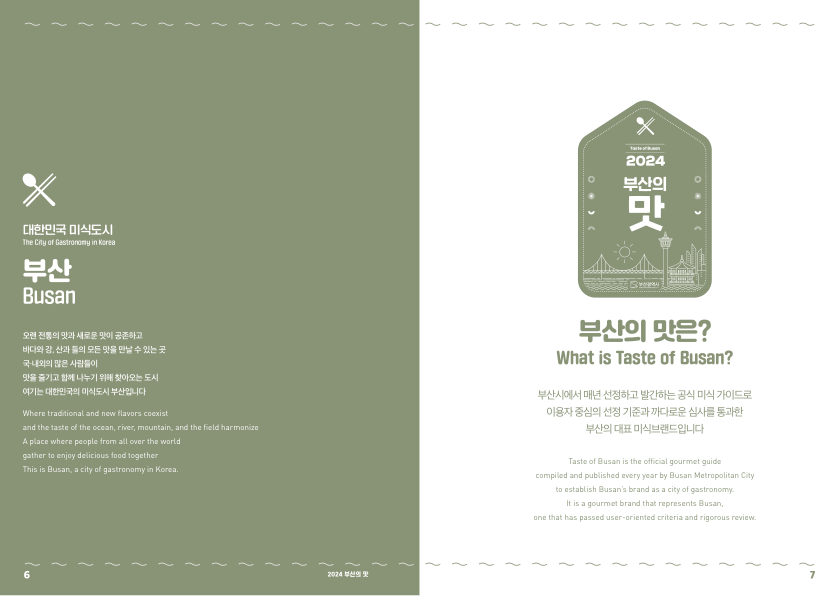 대한민국 미식도시
The City of Gastronomy in Korea
부산
Busan
오랜 전통의 맛과 새로운 맛이 공존하고
바다와 강, 산과 들의 모든 맛을 만날 수 있는 곳
국·내외의 많은 사람들이
맛을 즐기고 함께 나누기 위해 찾아오는 도시
여기는 대한민국의 미식도시 부산입니다
Where traditional and new flavors coexist
and the taste of the ocean, river, mountain, and the field harmonize
A place where people from all over the world
gather to enjoy delicious food together
This is Busan, a city of gastronomy in Korea.
6
2024 부산의 맛
Taste of Busan
2024
부산의
맛
부산광역시
부산의 맛은?
What is Taste of Busan?
부산시에서 매년 선정하고 발간하는 공식 미식 가이드로
이용자 중심의 선정 기준과 까다로운 심사를 통과한
부산의 대표 미식브랜드입니다
Taste of Busan is the official gourmet guide
compiled and published every year by Busan Metropolitan City
to establish Busan's brand as a city of gastronomy.
It is a gourmet brand that represents Busan,
one that has passed user-oriented criteria and rigorous review.
7